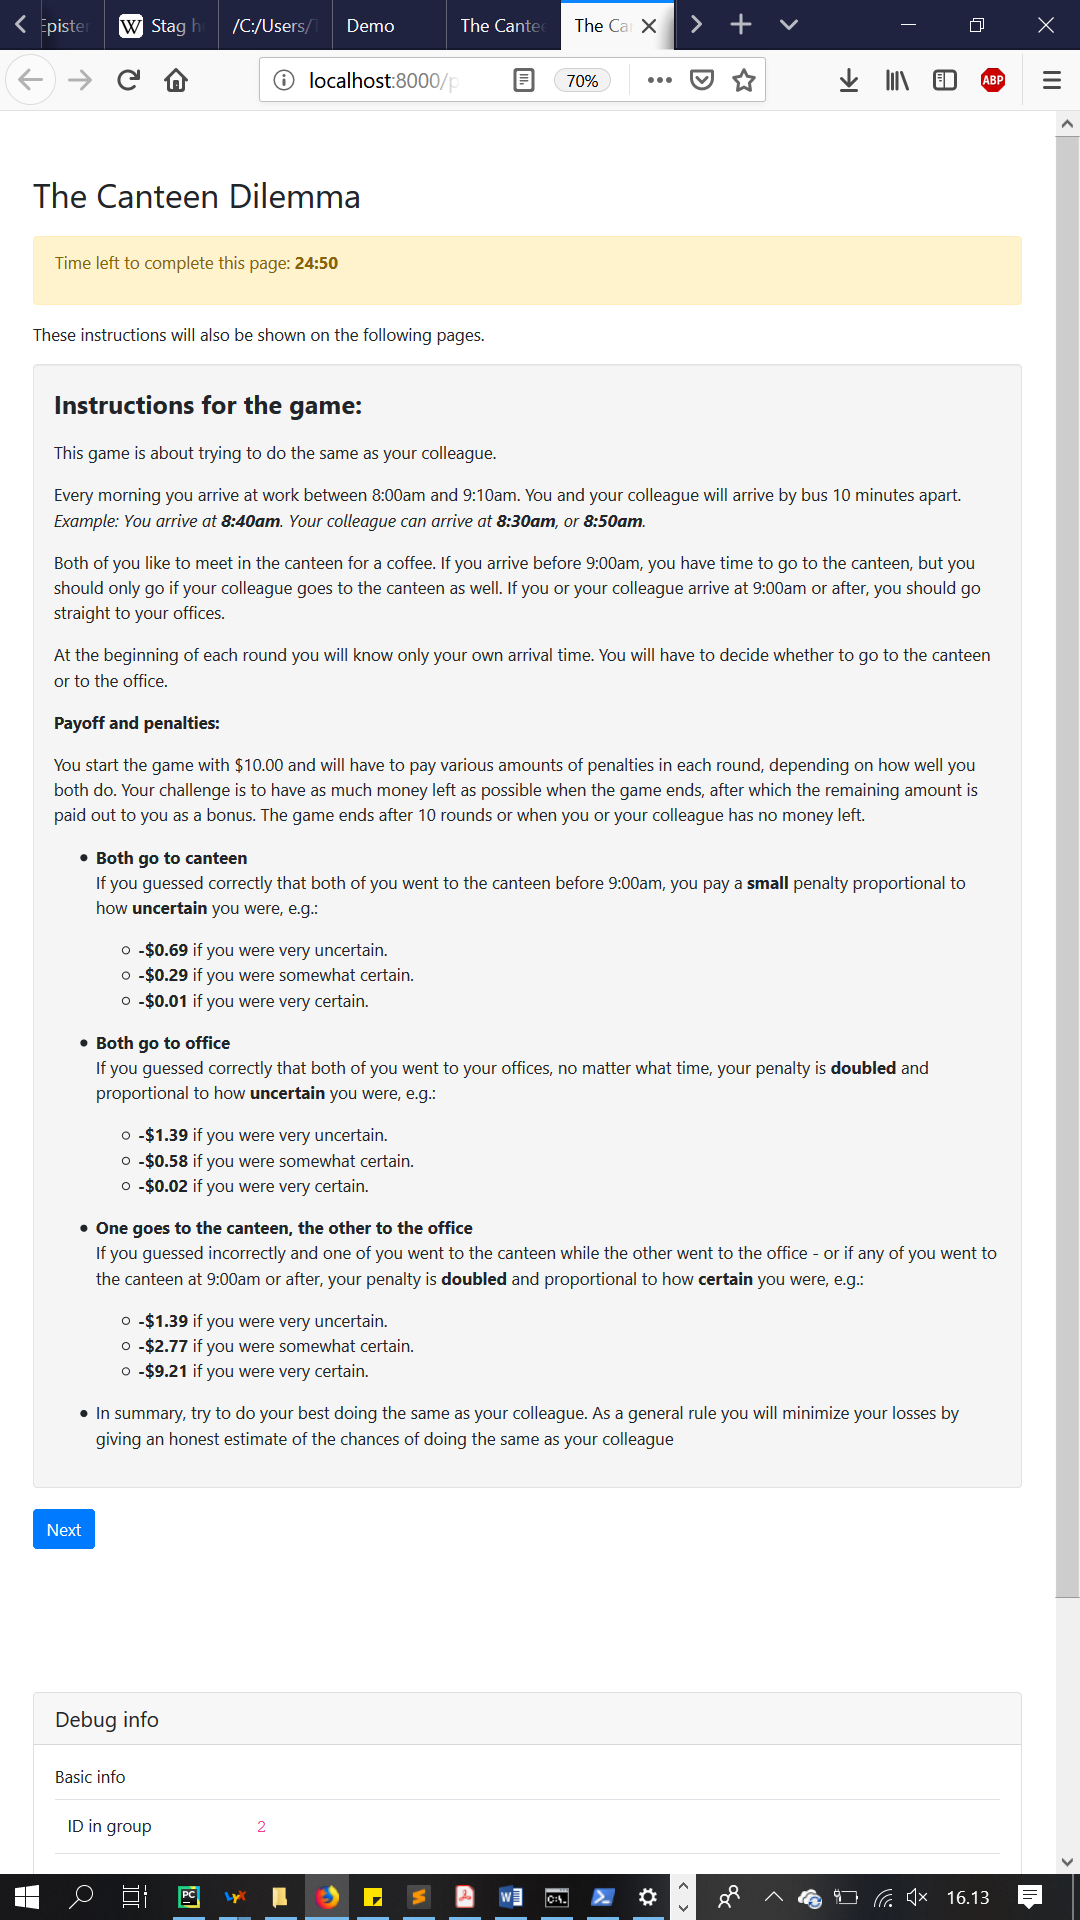 Stag
/C:/Users/
Demo
The Cante
The Ca
localhost:8000/p
70%
ABP
The Canteen Dilemma
Time left to complete this page: 24:50
These instructions will also be shown on the following pages.
Instructions for the game:
This game is about trying to do the same as your colleague.
Every morning you arrive at work between 8:00am and 9:10am. You and your colleague will arrive by bus 10 minutes apart.
Example: You arrive at 8:40am. Your colleague can arrive at 8:30am, or 8:50am.
Both of you like to meet in the canteen for a coffee. If you arrive before 9:00am, you have time to go to the canteen, but you
should only go if your colleague goes to the canteen as well. If you or your colleague arrive at 9:00am or after, you should go
straight to your offices.
At the beginning of each round you will know only your own arrival time. You will have to decide whether to go to the canteen
or to the office.
Payoff and penalties:
You start the game with $10.00 and will have to pay various amounts of penalties in each round, depending on how well you
both do. Your challenge is to have as much money left as possible when the game ends, after which the remaining amount is
paid out to you as a bonus. The game ends after 10 rounds or when you or your colleague has no money left.
Both go to canteen
If you guessed correctly that both of you went to the canteen before 9:00am, you pay a small penalty proportional to
how uncertain you were, e.g.:
-$0.69 if you were very uncertain.
-$0.29 if you were somewhat certain.
-$0.01 if you were very certain.
Both go to office
If you guessed correctly that both of you went to your offices, no matter what time, your penalty is doubled and
proportional to how uncertain you were, e.g.:
-$1.39 if you were very uncertain.
-$0.58 if you were somewhat certain.
-$0.02 if you were very certain.
One goes to the canteen, the other to the office
If you guessed incorrectly and one of you went to the canteen while the other went to the office - or if any of you went to
the canteen at 9:00am or after, your penalty is doubled and proportional to how certain you were, e.g.:
-$1.39 if you were very uncertain.
-$2.77 if you were somewhat certain.
-$9.21 if you were very certain.
In summary, try to do your best doing the same as your colleague. As a general rule you will minimize your losses by
giving an honest estimate of the chances of doing the same as your colleague
Next
Debug info
Basic info
ID in group 2
16.13